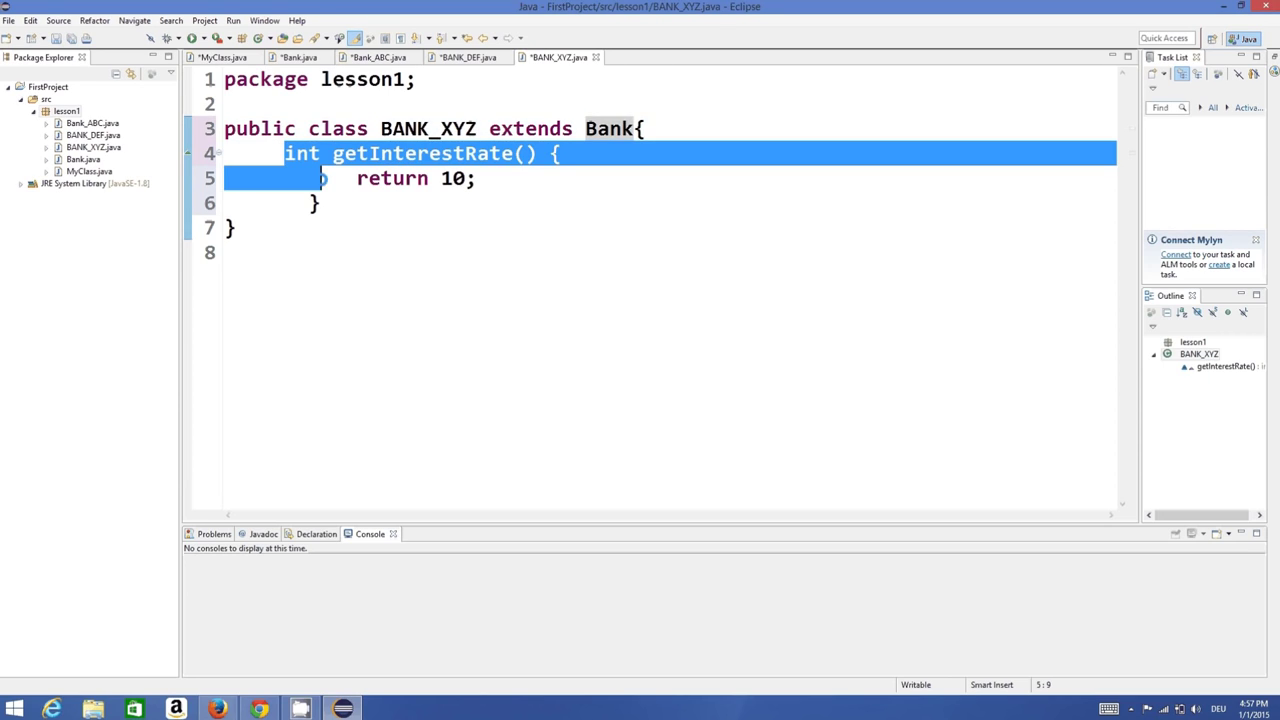 Java - FirstProject/src/lesson1/BANK_XYZ.java - Eclipse
File Edit Source Refactor Navigate Search Project Run Window Help
Quick Access Java
Package Explorer
FirstProject
src
lesson1
Bank_ABC.java
BANK_DEF.java
BANK_XYZ.java
Bank.java
MyClass.java
JRE System Library [JavaSE-1.8]
*MyClass.java *Bank.java *Bank_ABC.java *BANK_DEF.java *BANK_XYZ.java
1 package lesson1;
2
3 public class BANK_XYZ extends Bank{
4 int getInterestRate() {
5 return 10;
6 }
7 }
8
Task List
Find All Activa...
Connect Mylyn
Connect to your task and
ALM tools or create a local
task.
Outline
lesson1
BANK_XYZ
getInterestRate() : i
Problems Javadoc Declaration Console
No consoles to display at this time.
Writable Smart Insert 5 : 9
DEU 4:57 PM
1/1/2015